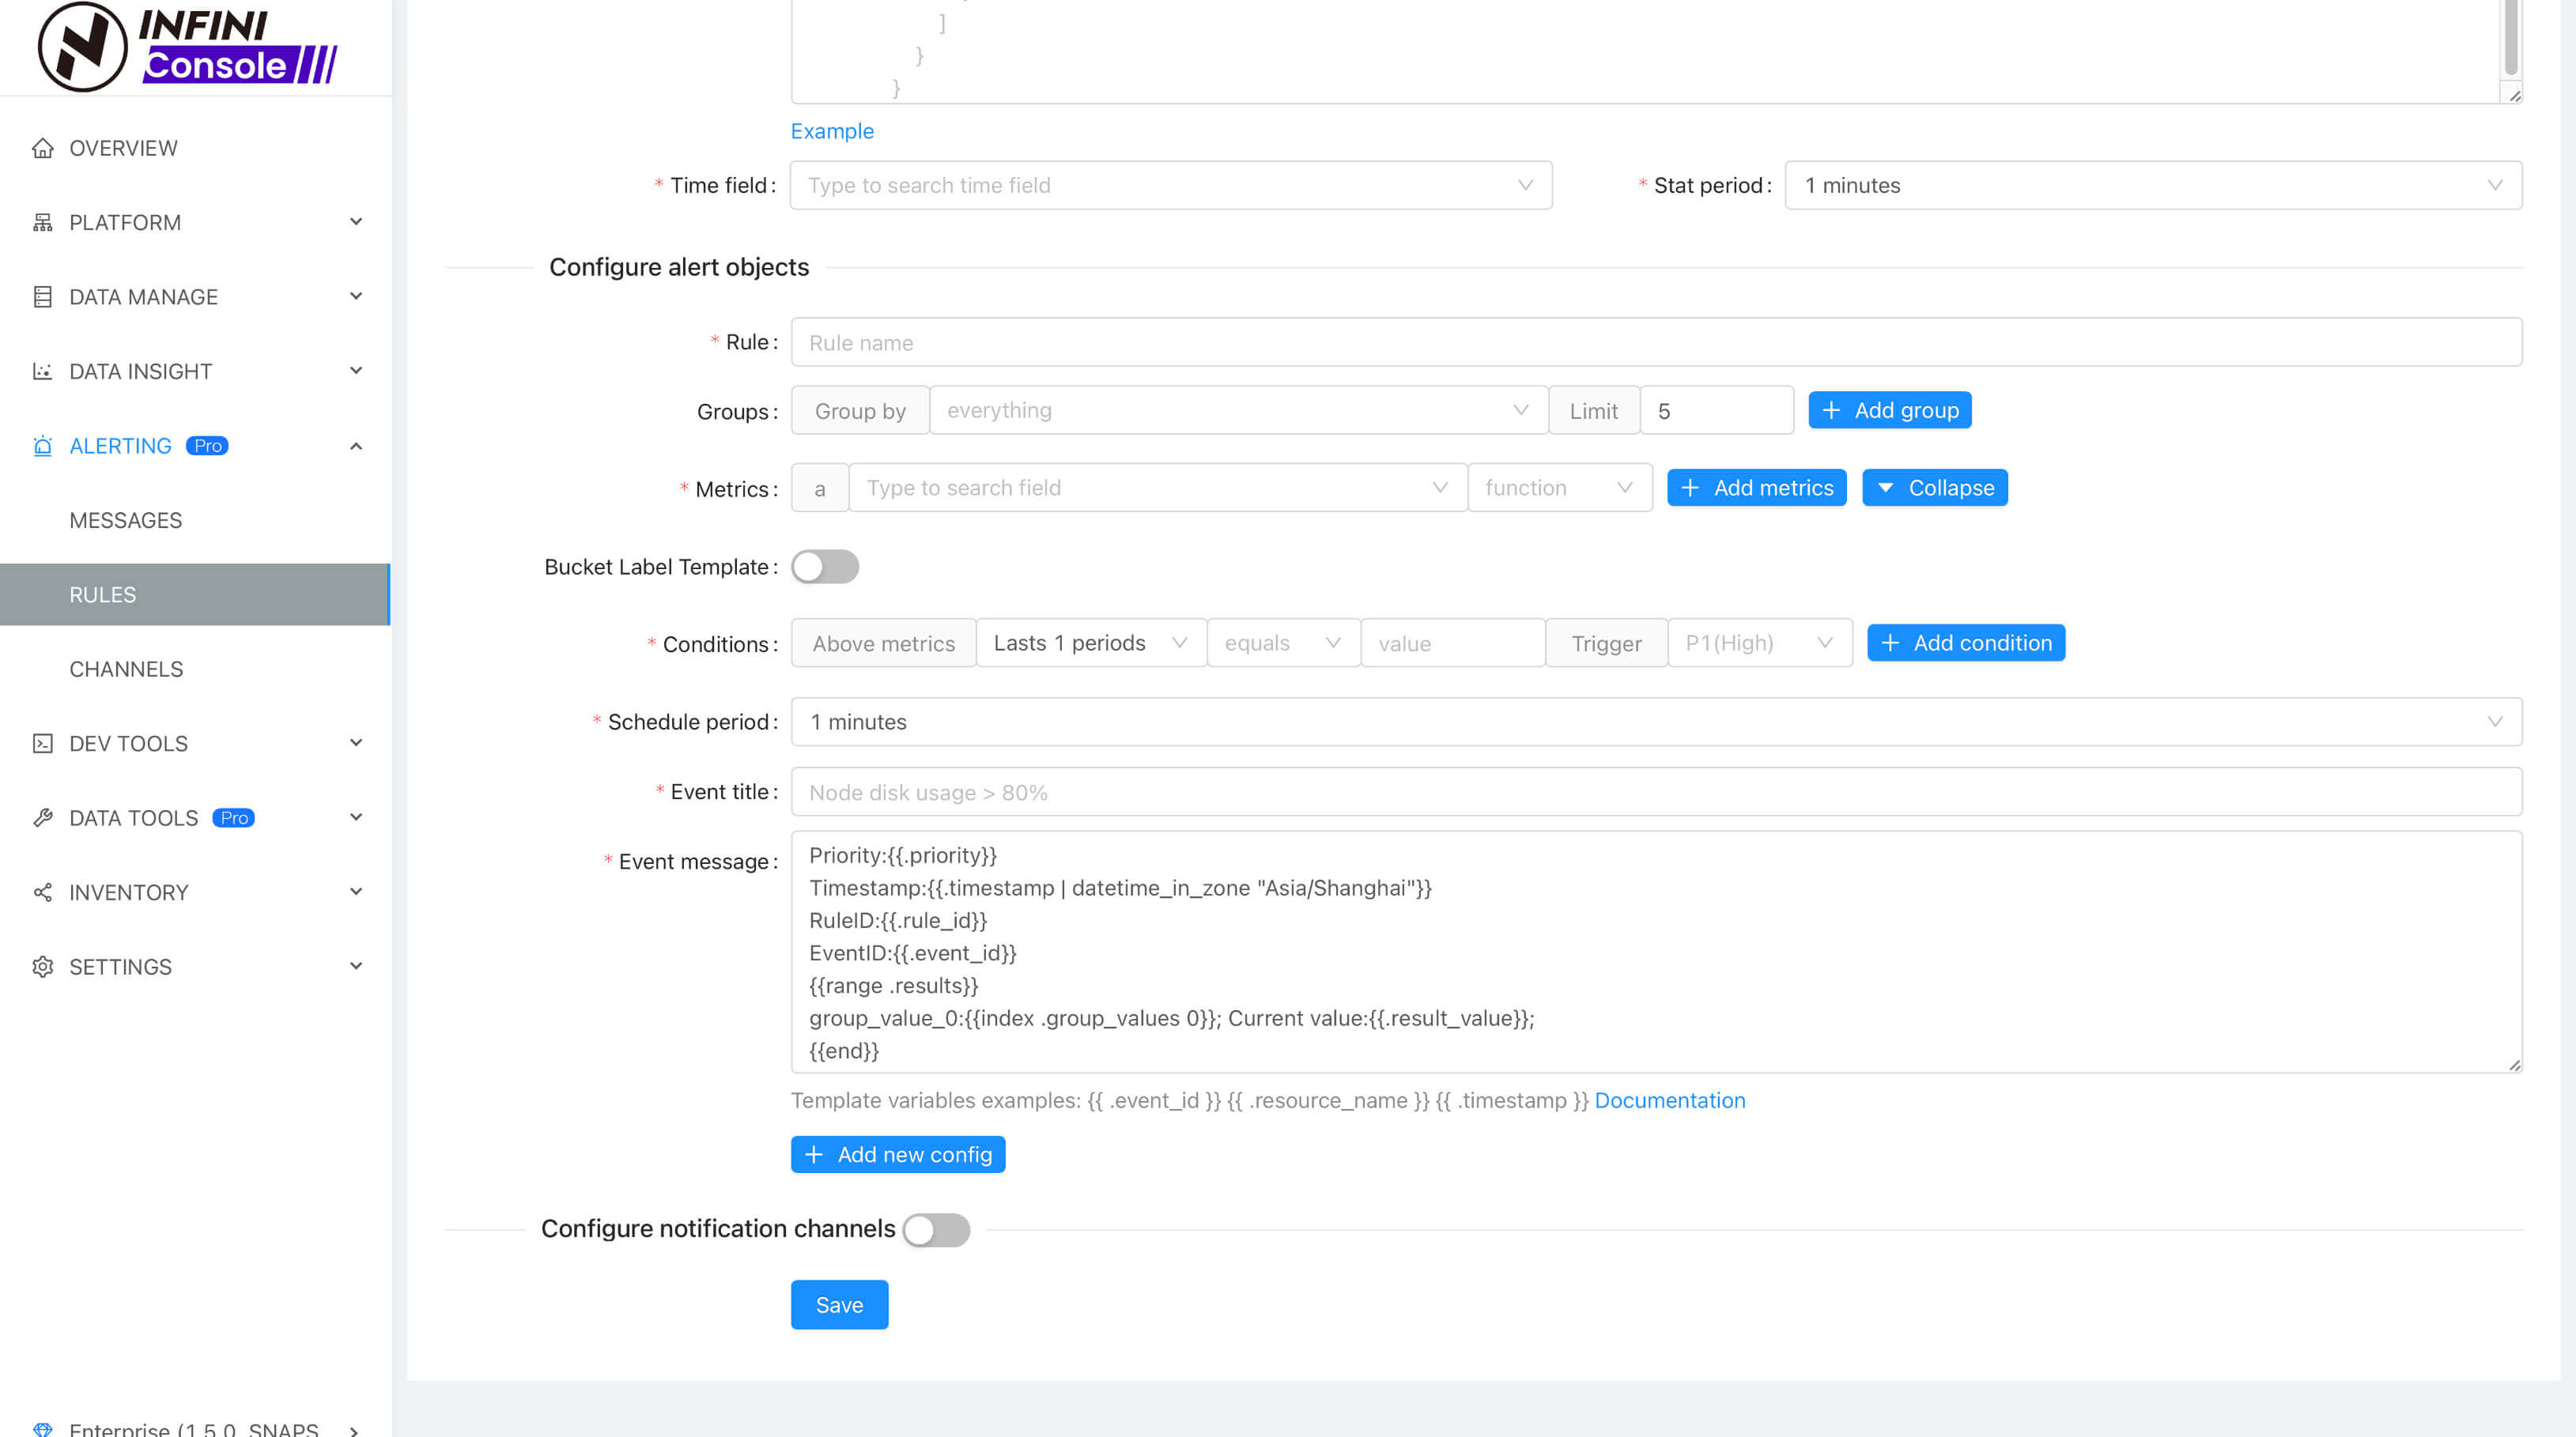 INFINI
Console
OVERVIEW
PLATFORM
DATA MANAGE
DATA INSIGHT
ALERTING Pro
MESSAGES
RULES
CHANNELS
DEV TOOLS
DATA TOOLS Pro
INVENTORY
SETTINGS
Enterprise (1.5.0_SNAPS
]
}
}
Example
* Time field: Type to search time field * Stat period: 1 minutes
Configure alert objects
* Rule: Rule name
Groups: Group by everything Limit 5 + Add group
* Metrics: a Type to search field function + Add metrics Collapse
Bucket Label Template:
* Conditions: Above metrics Lasts 1 periods equals value Trigger P1(High) + Add condition
* Schedule period: 1 minutes
* Event title: Node disk usage > 80%
* Event message: Priority:{{.priority}}
Timestamp:{{.timestamp | datetime_in_zone "Asia/Shanghai"}}
RuleID:{{.rule_id}}
EventID:{{.event_id}}
{{range .results}}
group_value_0:{{index .group_values 0}}; Current value:{{.result_value}};
{{end}}
Template variables examples: {{ .event_id }} {{ .resource_name }} {{ .timestamp }} Documentation
+ Add new config
Configure notification channels
Save